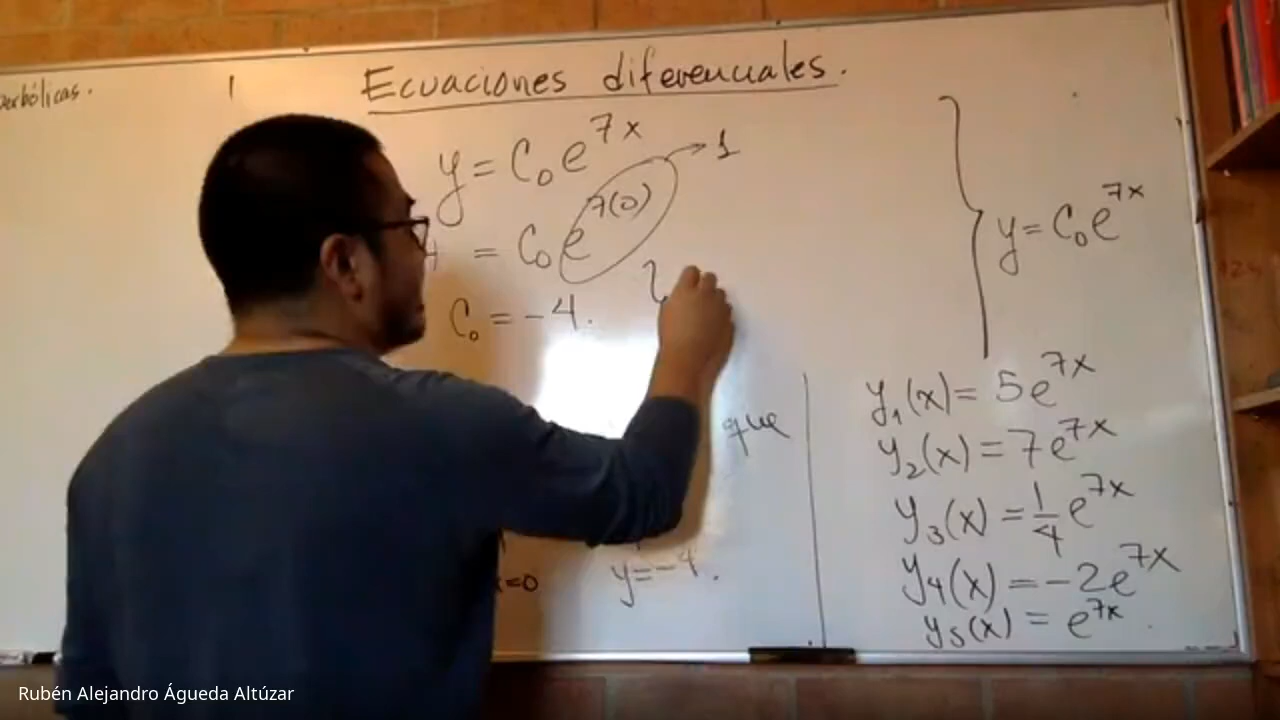 Ecuaciones diferenciales.
y = C₀e^{7x}
= C₀e^{7(0)} → 1
C₀ = -4.
que
x=0
y=-4.
y = C₀e^{7x}
y₁(x) = 5e^{7x}
y₂(x) = 7e^{7x}
y₃(x) = 1/4 e^{7x}
y₄(x) = -2e^{7x}
y₅(x) = e^{7x}.
Rubén Alejandro Águeda Altúzar